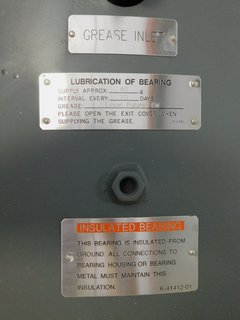 GREASE INLET
LUBRICATION OF BEARING
SUPPLY APPROX. g
INTERVAL EVERY DAYS
GREASE:
PLEASE OPEN THE EXIT COVER WHEN
SUPPLYING THE GREASE.
INSULATED BEARING
THIS BEARING IS INSULATED FROM
GROUND. ALL CONNECTIONS TO
BEARING HOUSING OR BEARING
METAL MUST MAINTAIN THIS
INSULATION.
K-41412-01